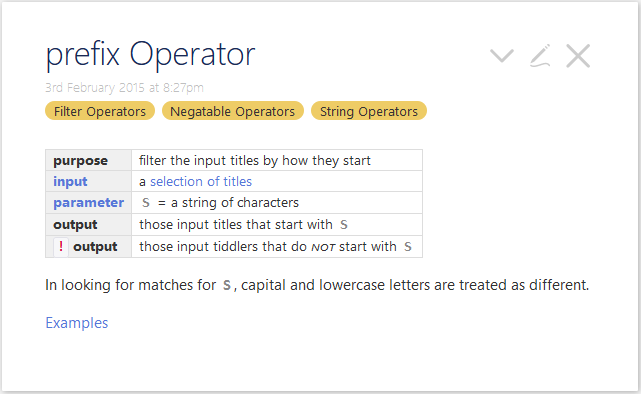 prefix Operator
3rd February 2015 at 8:27pm
Filter Operators Negatable Operators String Operators
purpose filter the input titles by how they start
input a selection of titles
parameter S = a string of characters
output those input titles that start with S
! output those input tiddlers that do NOT start with S
In looking for matches for S, capital and lowercase letters are treated as different.
Examples